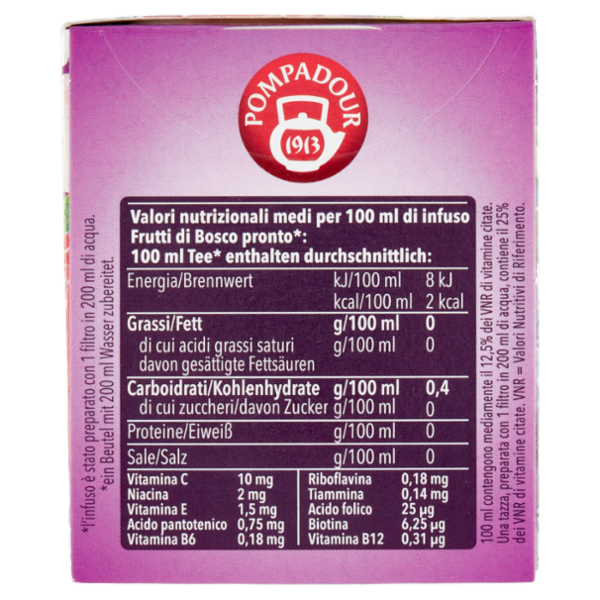 POMPADOUR
1913
Valori nutrizionali medi per 100 ml di infuso
Frutti di Bosco pronto*:
100 ml Tee* enthalten durchschnittlich:
Energia/Brennwert kJ/100 ml 8 kJ
kcal/100 ml 2 kcal
Grassi/Fett g/100 ml 0
di cui acidi grassi saturi g/100 ml 0
davon gesättigte Fettsäuren
Carboidrati/Kohlenhydrate g/100 ml 0,4
di cui zuccheri/davon Zucker g/100 ml 0
Proteine/Eiweiß g/100 ml 0
Sale/Salz g/100 ml 0
Vitamina C 10 mg Riboflavina 0,18 mg
Niacina 2 mg Tiammina 0,14 mg
Vitamina E 1,5 mg Acido folico 25 µg
Acido pantotenico 0,75 mg Biotina 6,25 µg
Vitamina B6 0,18 mg Vitamina B12 0,31 µg
*l'infuso è stato preparato con 1 filtro in 200 ml di acqua.
*ein Beutel mit 200 ml Wasser zubereitet.
100 ml contengono mediamente il 12,5% dei VNR di vitamine citate.
Una tazza, preparata con 1 filtro in 200 ml di acqua, contiene il 25%
dei VNR di vitamine citate. VNR = Valori Nutritivi di Riferimento.